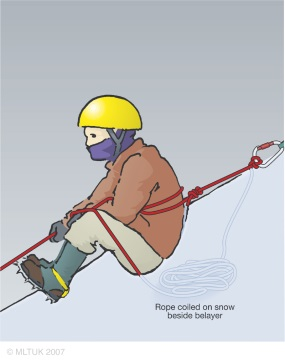 Rope coiled on snow
beside belayer
© MLTUK 2007